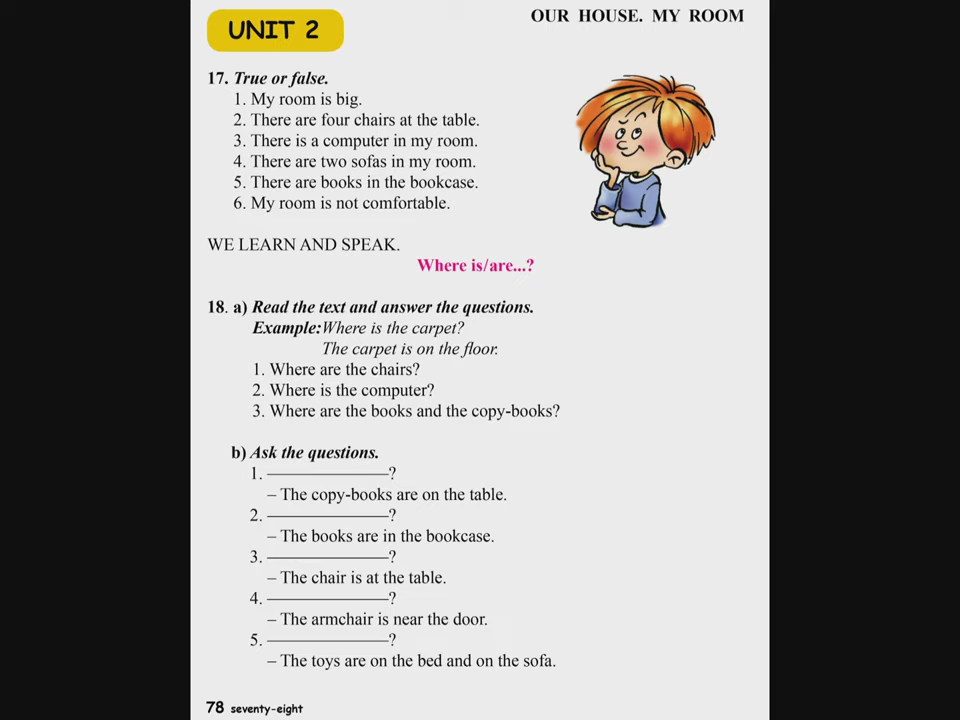 UNIT 2
OUR HOUSE. MY ROOM
17. True or false.
1. My room is big.
2. There are four chairs at the table.
3. There is a computer in my room.
4. There are two sofas in my room.
5. There are books in the bookcase.
6. My room is not comfortable.
WE LEARN AND SPEAK.
Where is/are...?
18. a) Read the text and answer the questions.
Example:Where is the carpet?
The carpet is on the floor.
1. Where are the chairs?
2. Where is the computer?
3. Where are the books and the copy-books?
b) Ask the questions.
1. ———————?
– The copy-books are on the table.
2. ———————?
– The books are in the bookcase.
3. ———————?
– The chair is at the table.
4. ———————?
– The armchair is near the door.
5. ———————?
– The toys are on the bed and on the sofa.
78 seventy-eight